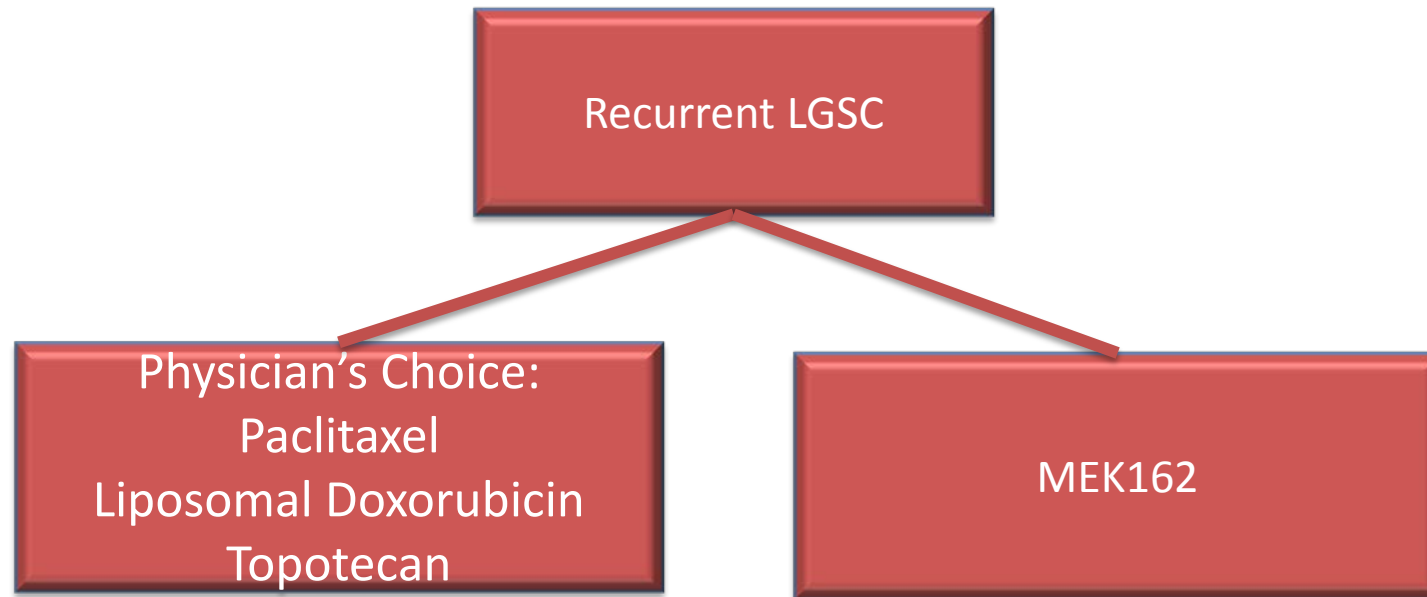 Recurrent LGSC
Physician’s Choice:
Paclitaxel
Liposomal Doxorubicin
Topotecan
MEK162